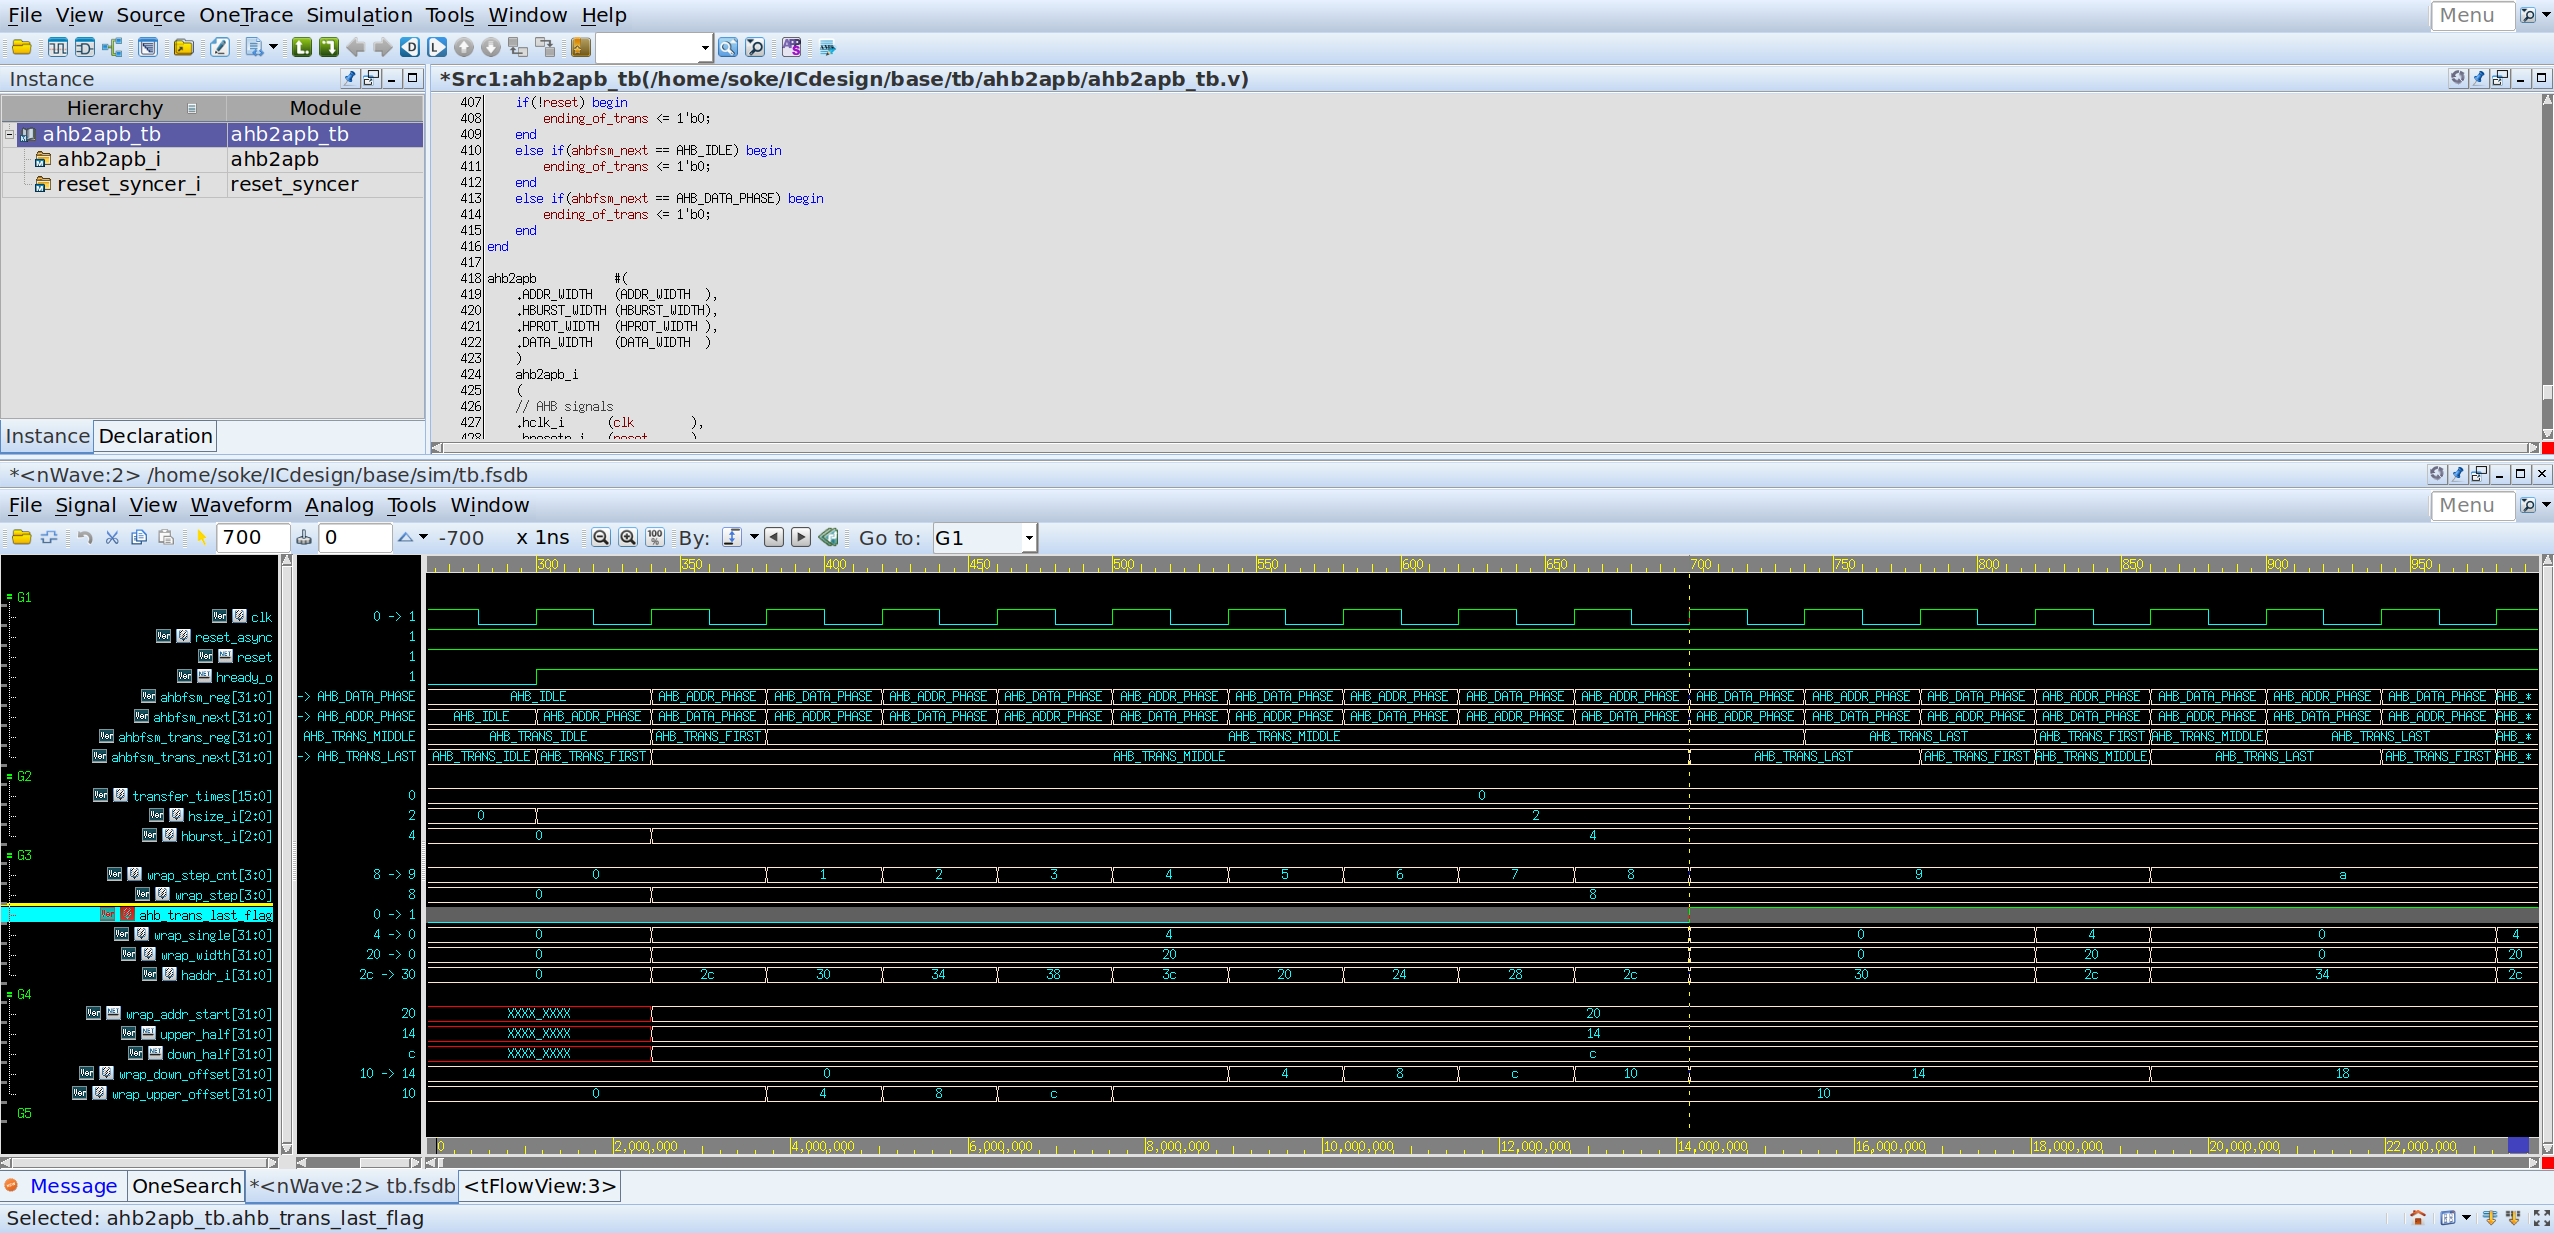 File View Source OneTrace Simulation Tools Window Help
Menu
Instance
*Src1:ahb2apb_tb(/home/soke/ICdesign/base/tb/ahb2apb/ahb2apb_tb.v)
Hierarchy Module
ahb2apb_tb ahb2apb_tb
ahb2apb_i ahb2apb
reset_syncer_i reset_syncer
Instance Declaration
407 if(!reset) begin
408 ending_of_trans <= 1'b0;
409 end
410 else if(ahbfsm_next == AHB_IDLE) begin
411 ending_of_trans <= 1'b0;
412 end
413 else if(ahbfsm_next == AHB_DATA_PHASE) begin
414 ending_of_trans <= 1'b0;
415 end
416 end
417
418 ahb2apb #(
419 .ADDR_WIDTH (ADDR_WIDTH ),
420 .HBURST_WIDTH (HBURST_WIDTH),
421 .HPROT_WIDTH (HPROT_WIDTH ),
422 .DATA_WIDTH (DATA_WIDTH )
423 )
424 ahb2apb_i
425 (
426 // AHB signals
427 .hclk_i (clk ),
*<nWave:2> /home/soke/ICdesign/base/sim/tb.fsdb
File Signal View Waveform Analog Tools Window
Menu
700 0 -700 x 1ns By: Go to: G1
300 350 400 450 500 550 600 650 700 750 800 850 900 950
G1
clk 0 -> 1
reset_async 1
reset 1
hready_o 1
ahbfsm_reg[31:0] -> AHB_DATA_PHASE AHB_IDLE AHB_ADDR_PHASE AHB_DATA_PHASE AHB_ADDR_PHASE AHB_DATA_PHASE AHB_ADDR_PHASE AHB_DATA_PHASE AHB_ADDR_PHASE AHB_DATA_PHASE AHB_ADDR_PHASE AHB_DATA_PHASE AHB_ADDR_PHASE AHB_DATA_PHASE AHB_ADDR_PHASE AHB_DATA_PHASE AHB_ADDR_PHASE AHB_DATA_PHASE AHB_*
ahbfsm_next[31:0] -> AHB_ADDR_PHASE AHB_IDLE AHB_ADDR_PHASE AHB_DATA_PHASE AHB_ADDR_PHASE AHB_DATA_PHASE AHB_ADDR_PHASE AHB_DATA_PHASE AHB_ADDR_PHASE AHB_DATA_PHASE AHB_ADDR_PHASE AHB_DATA_PHASE AHB_ADDR_PHASE AHB_DATA_PHASE AHB_ADDR_PHASE AHB_DATA_PHASE AHB_ADDR_PHASE AHB_DATA_PHASE AHB_ADDR_PHASE AHB_*
ahbfsm_trans_reg[31:0] AHB_TRANS_MIDDLE AHB_TRANS_IDLE AHB_TRANS_FIRST AHB_TRANS_MIDDLE AHB_TRANS_LAST AHB_TRANS_FIRST AHB_TRANS_MIDDLE AHB_TRANS_LAST AHB_*
ahbfsm_trans_next[31:0] -> AHB_TRANS_LAST AHB_TRANS_IDLE AHB_TRANS_FIRST AHB_TRANS_MIDDLE AHB_TRANS_LAST AHB_TRANS_FIRST AHB_TRANS_MIDDLE AHB_TRANS_LAST AHB_TRANS_FIRST AHB_*
G2
transfer_times[15:0] 0 0
hsize_i[2:0] 2 0 2
hburst_i[2:0] 4 0 4
G3
wrap_step_cnt[3:0] 8 -> 9 0 1 2 3 4 5 6 7 8 9 a
wrap_step[3:0] 8 0 8
ahb_trans_last_flag 0 -> 1
wrap_single[31:0] 4 -> 0 0 4 0 4 0 4
wrap_width[31:0] 20 -> 0 0 20 0 20 0 20
haddr_i[31:0] 2c -> 30 0 2c 30 34 38 3c 20 24 28 2c 30 2c 34 2c
G4
wrap_addr_start[31:0] 20 XXXX_XXXX 20
upper_half[31:0] 14 XXXX_XXXX 14
down_half[31:0] c XXXX_XXXX c
wrap_down_offset[31:0] 10 -> 14 0 4 8 c 10 14 18
wrap_upper_offset[31:0] 10 0 4 8 c 10
G5
0 2,000,000 4,000,000 6,000,000 8,000,000 10,000,000 12,000,000 14,000,000 16,000,000 18,000,000 20,000,000 22,000,000
Message OneSearch *<nWave:2> tb.fsdb <tFlowView:3>
Selected: ahb2apb_tb.ahb_trans_last_flag